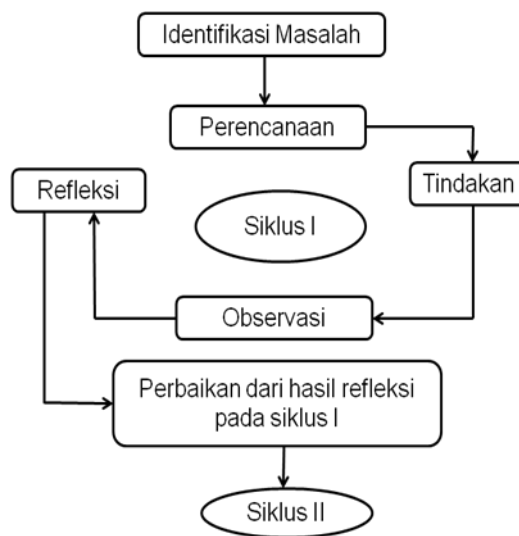 Identifikasi Masalah
Perencanaan
Tindakan
Refleksi
Siklus I
Observasi
Perbaikan dari hasil refleksi
pada siklus I
Siklus II